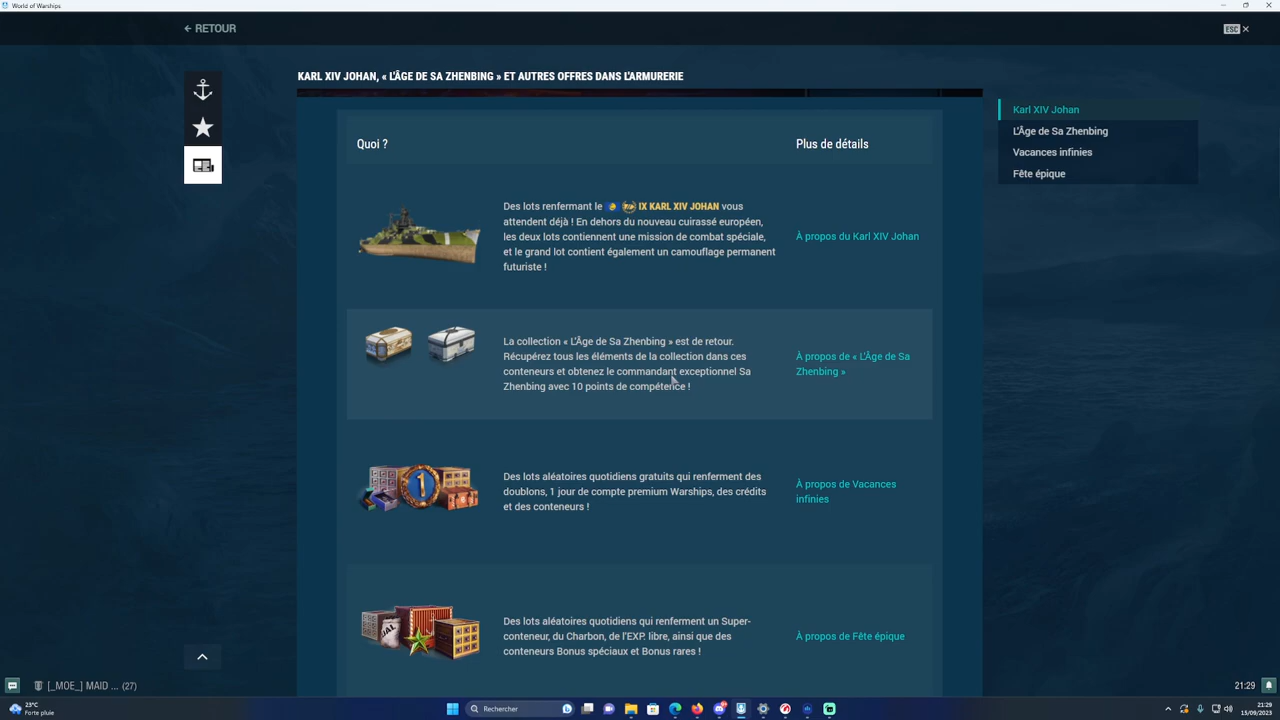 World of Warships
RETOUR
ESC
KARL XIV JOHAN, « L'ÂGE DE SA ZHENBING » ET AUTRES OFFRES DANS L'ARMURERIE
Karl XIV Johan
L'Âge de Sa Zhenbing
Vacances infinies
Fête épique
Quoi ?
Plus de détails
Des lots renfermant le IX KARL XIV JOHAN vous
attendent déjà ! En dehors du nouveau cuirassé européen,
les deux lots contiennent une mission de combat spéciale,
et le grand lot contient également un camouflage permanent
futuriste !
À propos du Karl XIV Johan
La collection « L'Âge de Sa Zhenbing » est de retour.
Récupérez tous les éléments de la collection dans ces
conteneurs et obtenez le commandant exceptionnel Sa
Zhenbing avec 10 points de compétence !
À propos de « L'Âge de Sa
Zhenbing »
1
Des lots aléatoires quotidiens gratuits qui renferment des
doublons, 1 jour de compte premium Warships, des crédits
et des conteneurs !
À propos de Vacances
infinies
Des lots aléatoires quotidiens qui renferment un Super-
conteneur, du Charbon, de l'EXP. libre, ainsi que des
conteneurs Bonus spéciaux et Bonus rares !
À propos de Fête épique
[_MOE_] MAID ... (27)
21:29
23°C
Forte pluie
Rechercher
21:29
15/09/2023